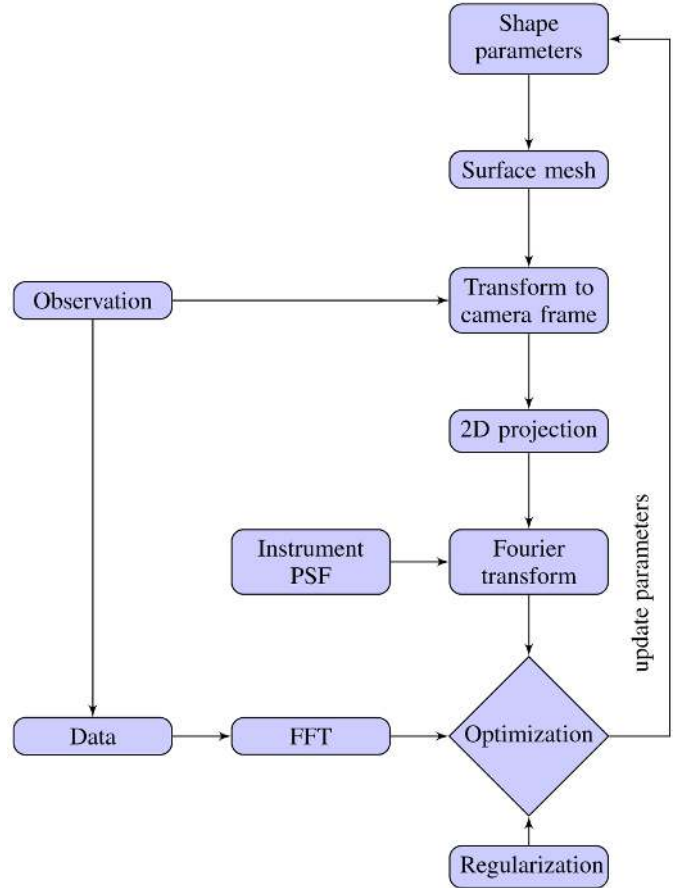 Shape
parameters
Surface mesh
Observation
Transform to
camera frame
2D projection
Instrument
PSF
Fourier
transform
update parameters
Data
FFT
Optimization
Regularization